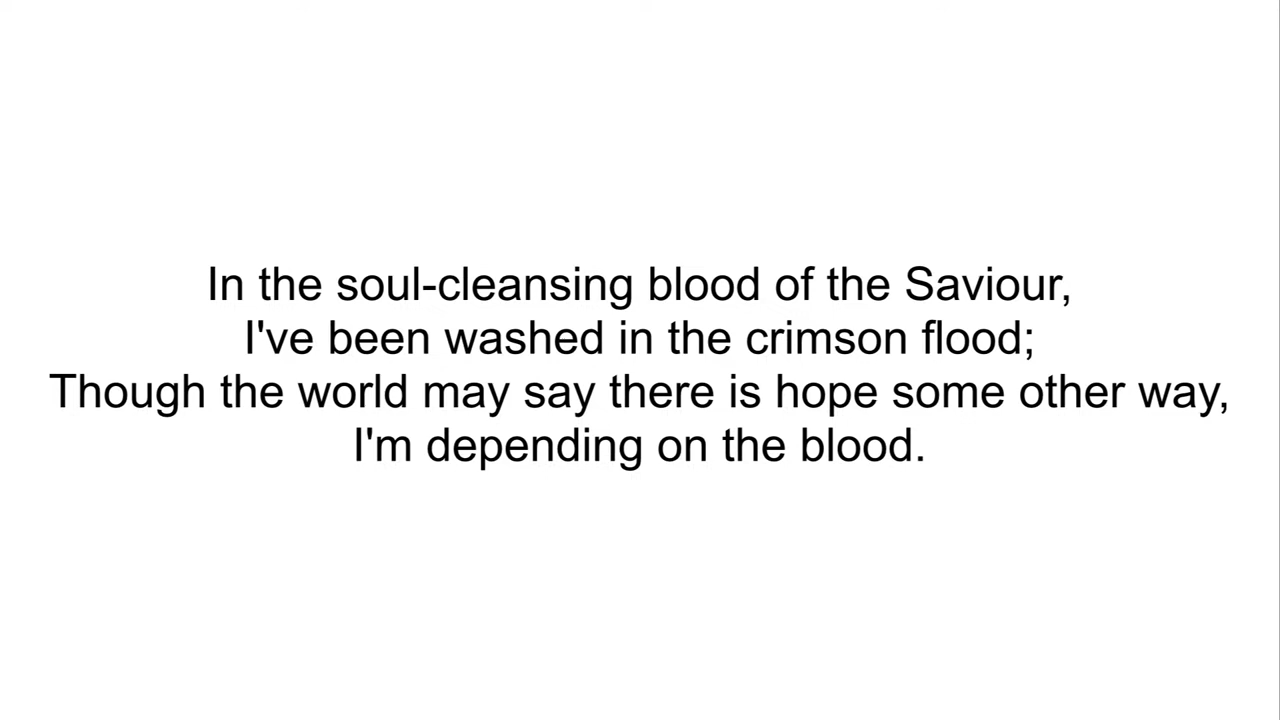 In the soul-cleansing blood of the Saviour,
I've been washed in the crimson flood;
Though the world may say there is hope some other way,
I'm depending on the blood.